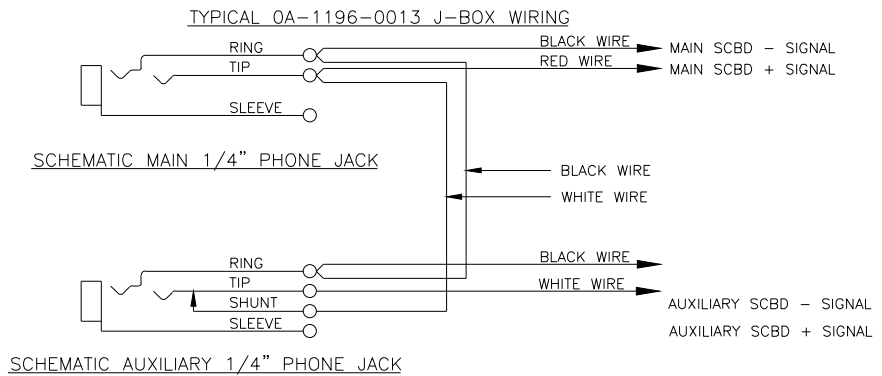 TYPICAL 0A-1196-0013 J-BOX WIRING
RING
BLACK WIRE
MAIN SCBD - SIGNAL
TIP
RED WIRE
MAIN SCBD + SIGNAL
SLEEVE
SCHEMATIC MAIN 1/4" PHONE JACK
BLACK WIRE
WHITE WIRE
RING
BLACK WIRE
TIP
WHITE WIRE
SHUNT
AUXILIARY SCBD - SIGNAL
SLEEVE
AUXILIARY SCBD + SIGNAL
SCHEMATIC AUXILIARY 1/4" PHONE JACK